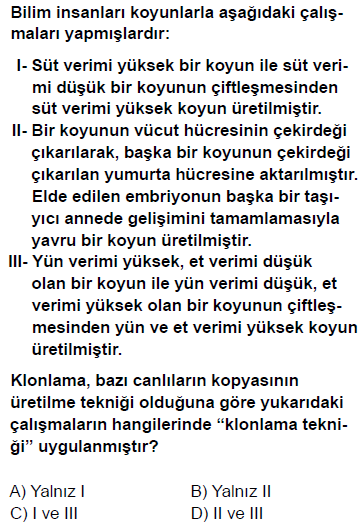 Bilim insanları koyunlarla aşağıdaki çalış-
maları yapmışlardır:
I- Süt verimi yüksek bir koyun ile süt veri-
mi düşük bir koyunun çiftleşmesinden
süt verimi yüksek koyun üretilmiştir.
II- Bir koyunun vücut hücresinin çekirdeği
çıkarılarak, başka bir koyunun çekirdeği
çıkarılan yumurta hücresine aktarılmıştır.
Elde edilen embriyonun başka bir taşı-
yıcı annede gelişimini tamamlamasıyla
yavru bir koyun üretilmiştir.
III- Yün verimi yüksek, et verimi düşük
olan bir koyun ile yün verimi düşük, et
verimi yüksek olan bir koyunun çiftleş-
mesinden yün ve et verimi yüksek koyun
üretilmiştir.
Klonlama, bazı canlıların kopyasının
üretilme tekniği olduğuna göre yukarıdaki
çalışmaların hangilerinde “klonlama tekni-
ği” uygulanmıştır?
A) Yalnız I B) Yalnız II
C) I ve III D) II ve III